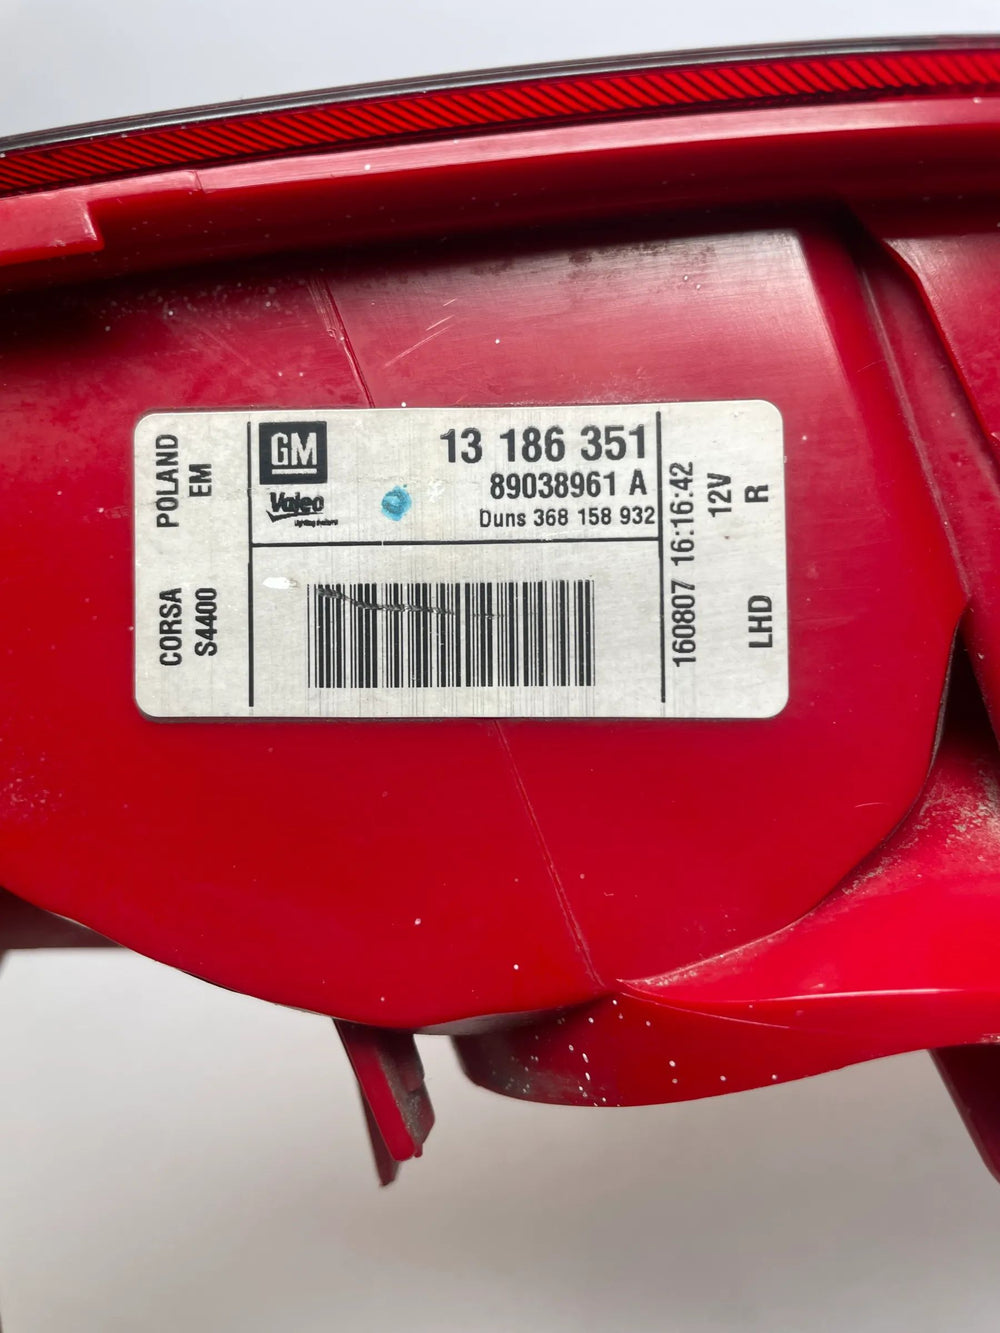 POLAND
EM
CORSA
S4400
GM
Valeo
13 186 351
89038961 A
Duns 368 158 932
160807 16:16:42
12V
LHD R